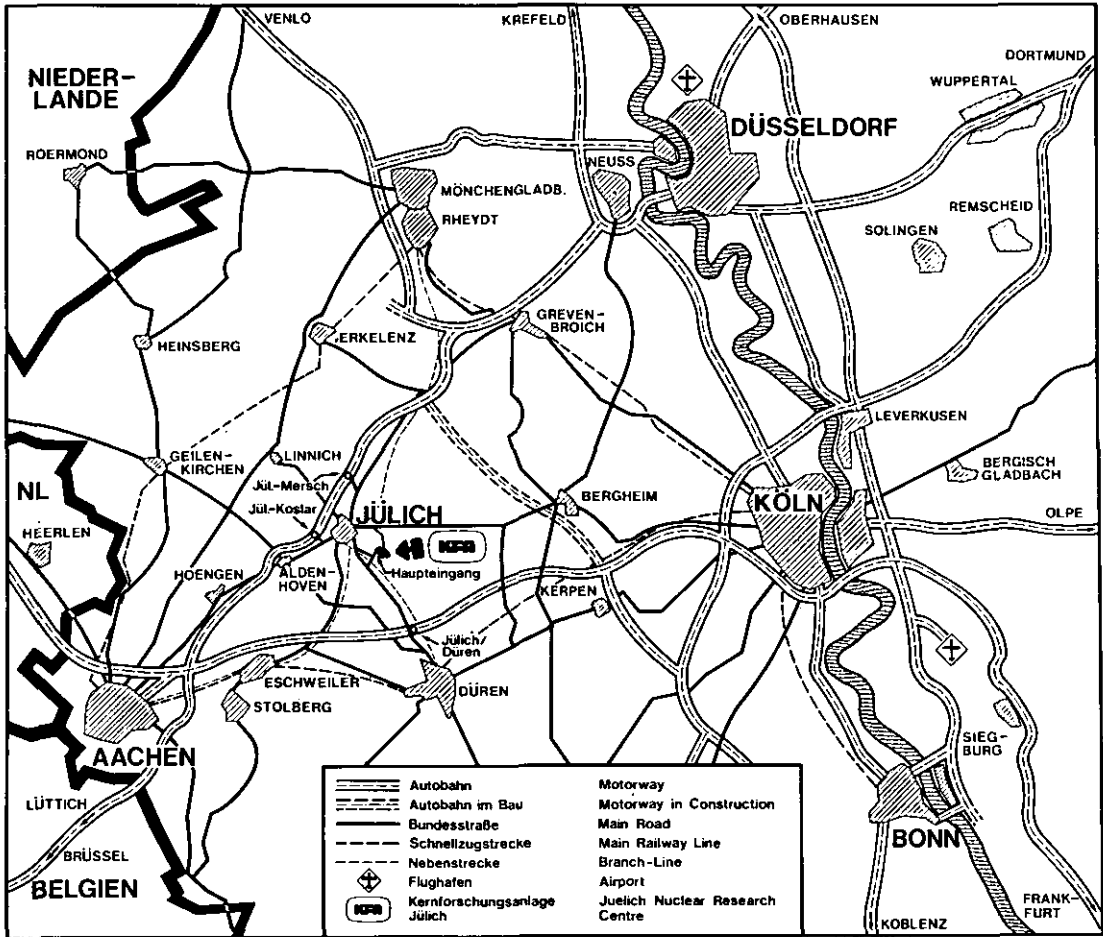 VENLO
KREFELD
OBERHAUSEN
DORTMUND
WUPPERTAL
NIEDER-
LANDE
DÜSSELDORF
ROERMOND
NEUSS
MÖNCHENGLADB.
RHEYDT
REMSCHEID
SOLINGEN
GREVEN-
BROICH
ERKELENZ
HEINSBERG
LEVERKUSEN
GEILEN-
KIRCHEN
LINNICH
BERGISCH
GLADBACH
Jül.-Mersch
NL
BERGHEIM
KÖLN
Jül.-Koslar
JÜLICH
OLPE
HEERLEN
KFA
Haupteingang
HOENGEN
ALDEN-
HOVEN
KERPEN
Jülich/
Düren
ESCHWEILER
DÜREN
STOLBERG
SIEG-
BURG
AACHEN
LÜTTICH
BONN
BRÜSSEL
BELGIEN
FRANK-
FURT
KOBLENZ
Autobahn Motorway
Autobahn im Bau Motorway in Construction
Bundesstraße Main Road
Schnellzugstrecke Main Railway Line
Nebenstrecke Branch-Line
Flughafen Airport
KFA Kernforschungsanlage Juelich Nuclear Research
Jülich Centre